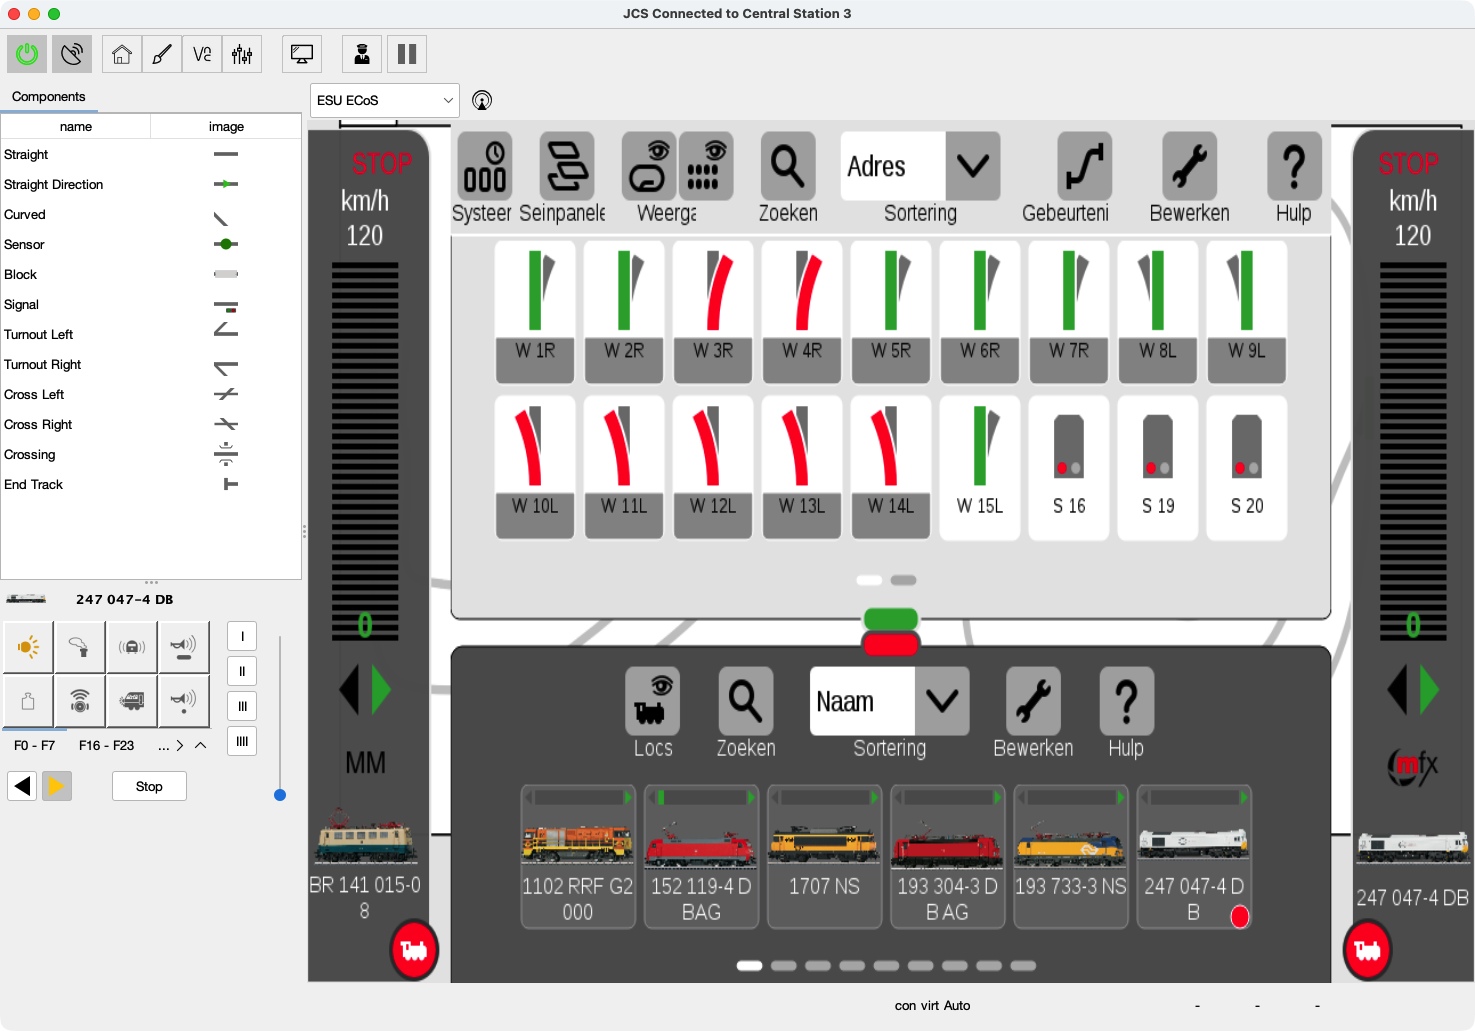 JCS Connected to Central Station 3
Components
name image
Straight
Straight Direction
Curved
Sensor
Block
Signal
Turnout Left
Turnout Right
Cross Left
Cross Right
Crossing
End Track
247 047-4 DB
I
II
III
IIII
F0 - F7 F16 - F23 ...
Stop
ESU ECoS
STOP
km/h
120
0
MM
BR 141 015-0
8
Adres
Systeer Seinpanele Weerga Zoeken Sortering Gebeurteni Bewerken Hulp
W 1R W 2R W 3R W 4R W 5R W 6R W 7R W 8L W 9L
W 10L W 11L W 12L W 13L W 14L W 15L S 16 S 19 S 20
Naam
Locs Zoeken Sortering Bewerken Hulp
1102 RRF G2
000
152 119-4 D
BAG
1707 NS
193 304-3 D
B AG
193 733-3 NS
247 047-4 D
B
STOP
km/h
120
0
mfx
247 047-4 DB
con virt Auto - - -